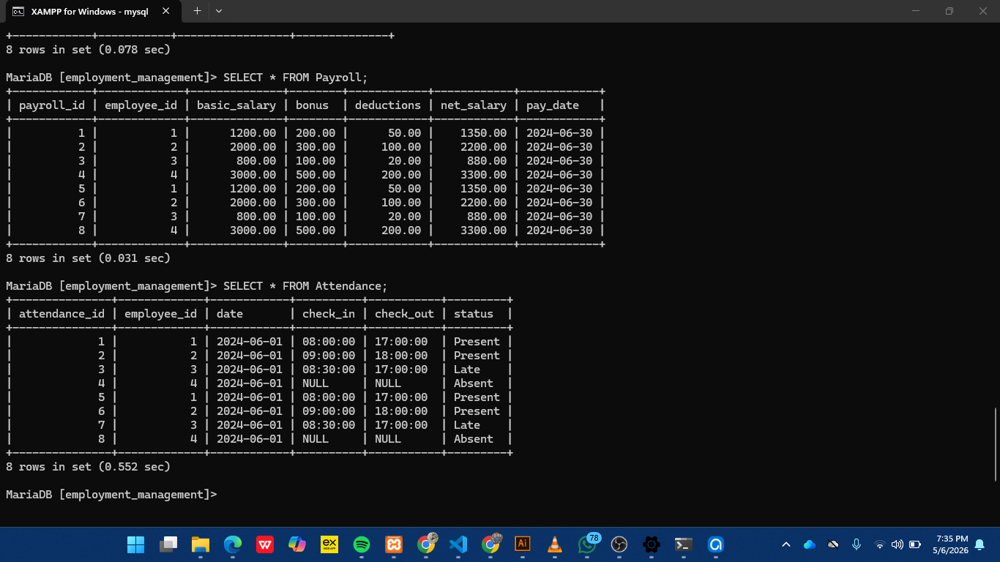 XAMPP for Windows - mysql
+------------+-----------+-----------------+--------------+
8 rows in set (0.078 sec)
MariaDB [employment_management]> SELECT * FROM Payroll;
+------------+-------------+--------------+--------+------------+------------+------------+
| payroll_id | employee_id | basic_salary | bonus  | deductions | net_salary | pay_date   |
+------------+-------------+--------------+--------+------------+------------+------------+
|          1 |           1 |      1200.00 | 200.00 |      50.00 |    1350.00 | 2024-06-30 |
|          2 |           2 |      2000.00 | 300.00 |     100.00 |    2200.00 | 2024-06-30 |
|          3 |           3 |       800.00 | 100.00 |      20.00 |     880.00 | 2024-06-30 |
|          4 |           4 |      3000.00 | 500.00 |     200.00 |    3300.00 | 2024-06-30 |
|          5 |           1 |      1200.00 | 200.00 |      50.00 |    1350.00 | 2024-06-30 |
|          6 |           2 |      2000.00 | 300.00 |     100.00 |    2200.00 | 2024-06-30 |
|          7 |           3 |       800.00 | 100.00 |      20.00 |     880.00 | 2024-06-30 |
|          8 |           4 |      3000.00 | 500.00 |     200.00 |    3300.00 | 2024-06-30 |
+------------+-------------+--------------+--------+------------+------------+------------+
8 rows in set (0.031 sec)
MariaDB [employment_management]> SELECT * FROM Attendance;
+---------------+-------------+------------+----------+-----------+---------+
| attendance_id | employee_id | date       | check_in | check_out | status  |
+---------------+-------------+------------+----------+-----------+---------+
|             1 |           1 | 2024-06-01 | 08:00:00 | 17:00:00  | Present |
|             2 |           2 | 2024-06-01 | 09:00:00 | 18:00:00  | Present |
|             3 |           3 | 2024-06-01 | 08:30:00 | 17:00:00  | Late    |
|             4 |           4 | 2024-06-01 | NULL     | NULL      | Absent  |
|             5 |           1 | 2024-06-01 | 08:00:00 | 17:00:00  | Present |
|             6 |           2 | 2024-06-01 | 09:00:00 | 18:00:00  | Present |
|             7 |           3 | 2024-06-01 | 08:30:00 | 17:00:00  | Late    |
|             8 |           4 | 2024-06-01 | NULL     | NULL      | Absent  |
+---------------+-------------+------------+----------+-----------+---------+
8 rows in set (0.552 sec)
MariaDB [employment_management]>
ex
WEB APP
Ai
78
7:35 PM
5/6/2026